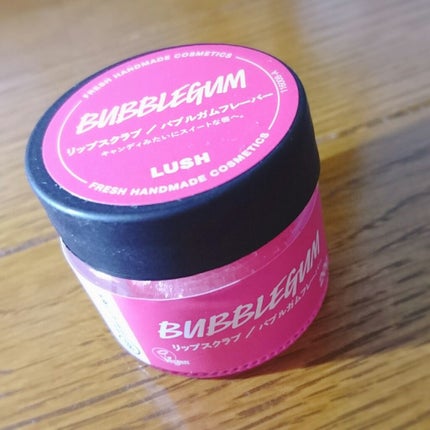 FRESH HANDMADE COSMETICS
BUBBLEGUM
リップスクラブ / バブルガムフレーバー
キャンディみたいにスイートな唇へ。
LUSH
FRESH HANDMADE COSMETICS
BUBBLEGUM
リップスクラブ / バブルガムフレーバー